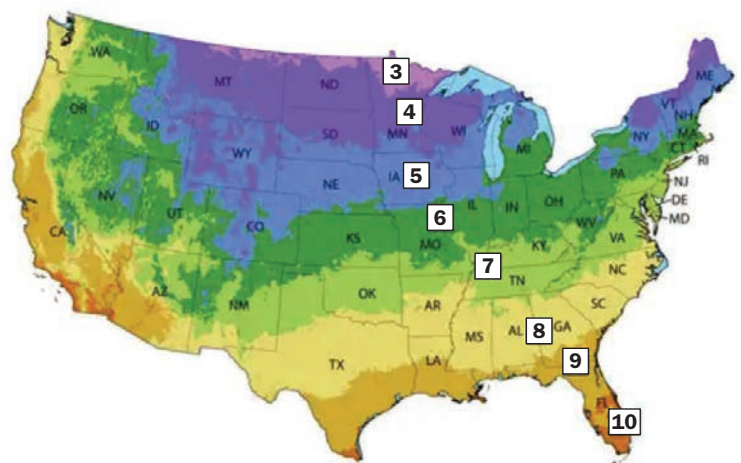 WA
MT
ND
3
ME
OR
ID
4
VT
NH
SD
MN
WI
NY
MA
WY
MI
CT
RI
IA
5
PA
NV
NE
IL
IN
OH
NJ
DE
UT
CO
6
WV
MD
CA
KS
MO
KY
VA
7
AZ
NM
OK
TN
NC
AR
SC
MS
AL
8
GA
TX
LA
9
FL
10